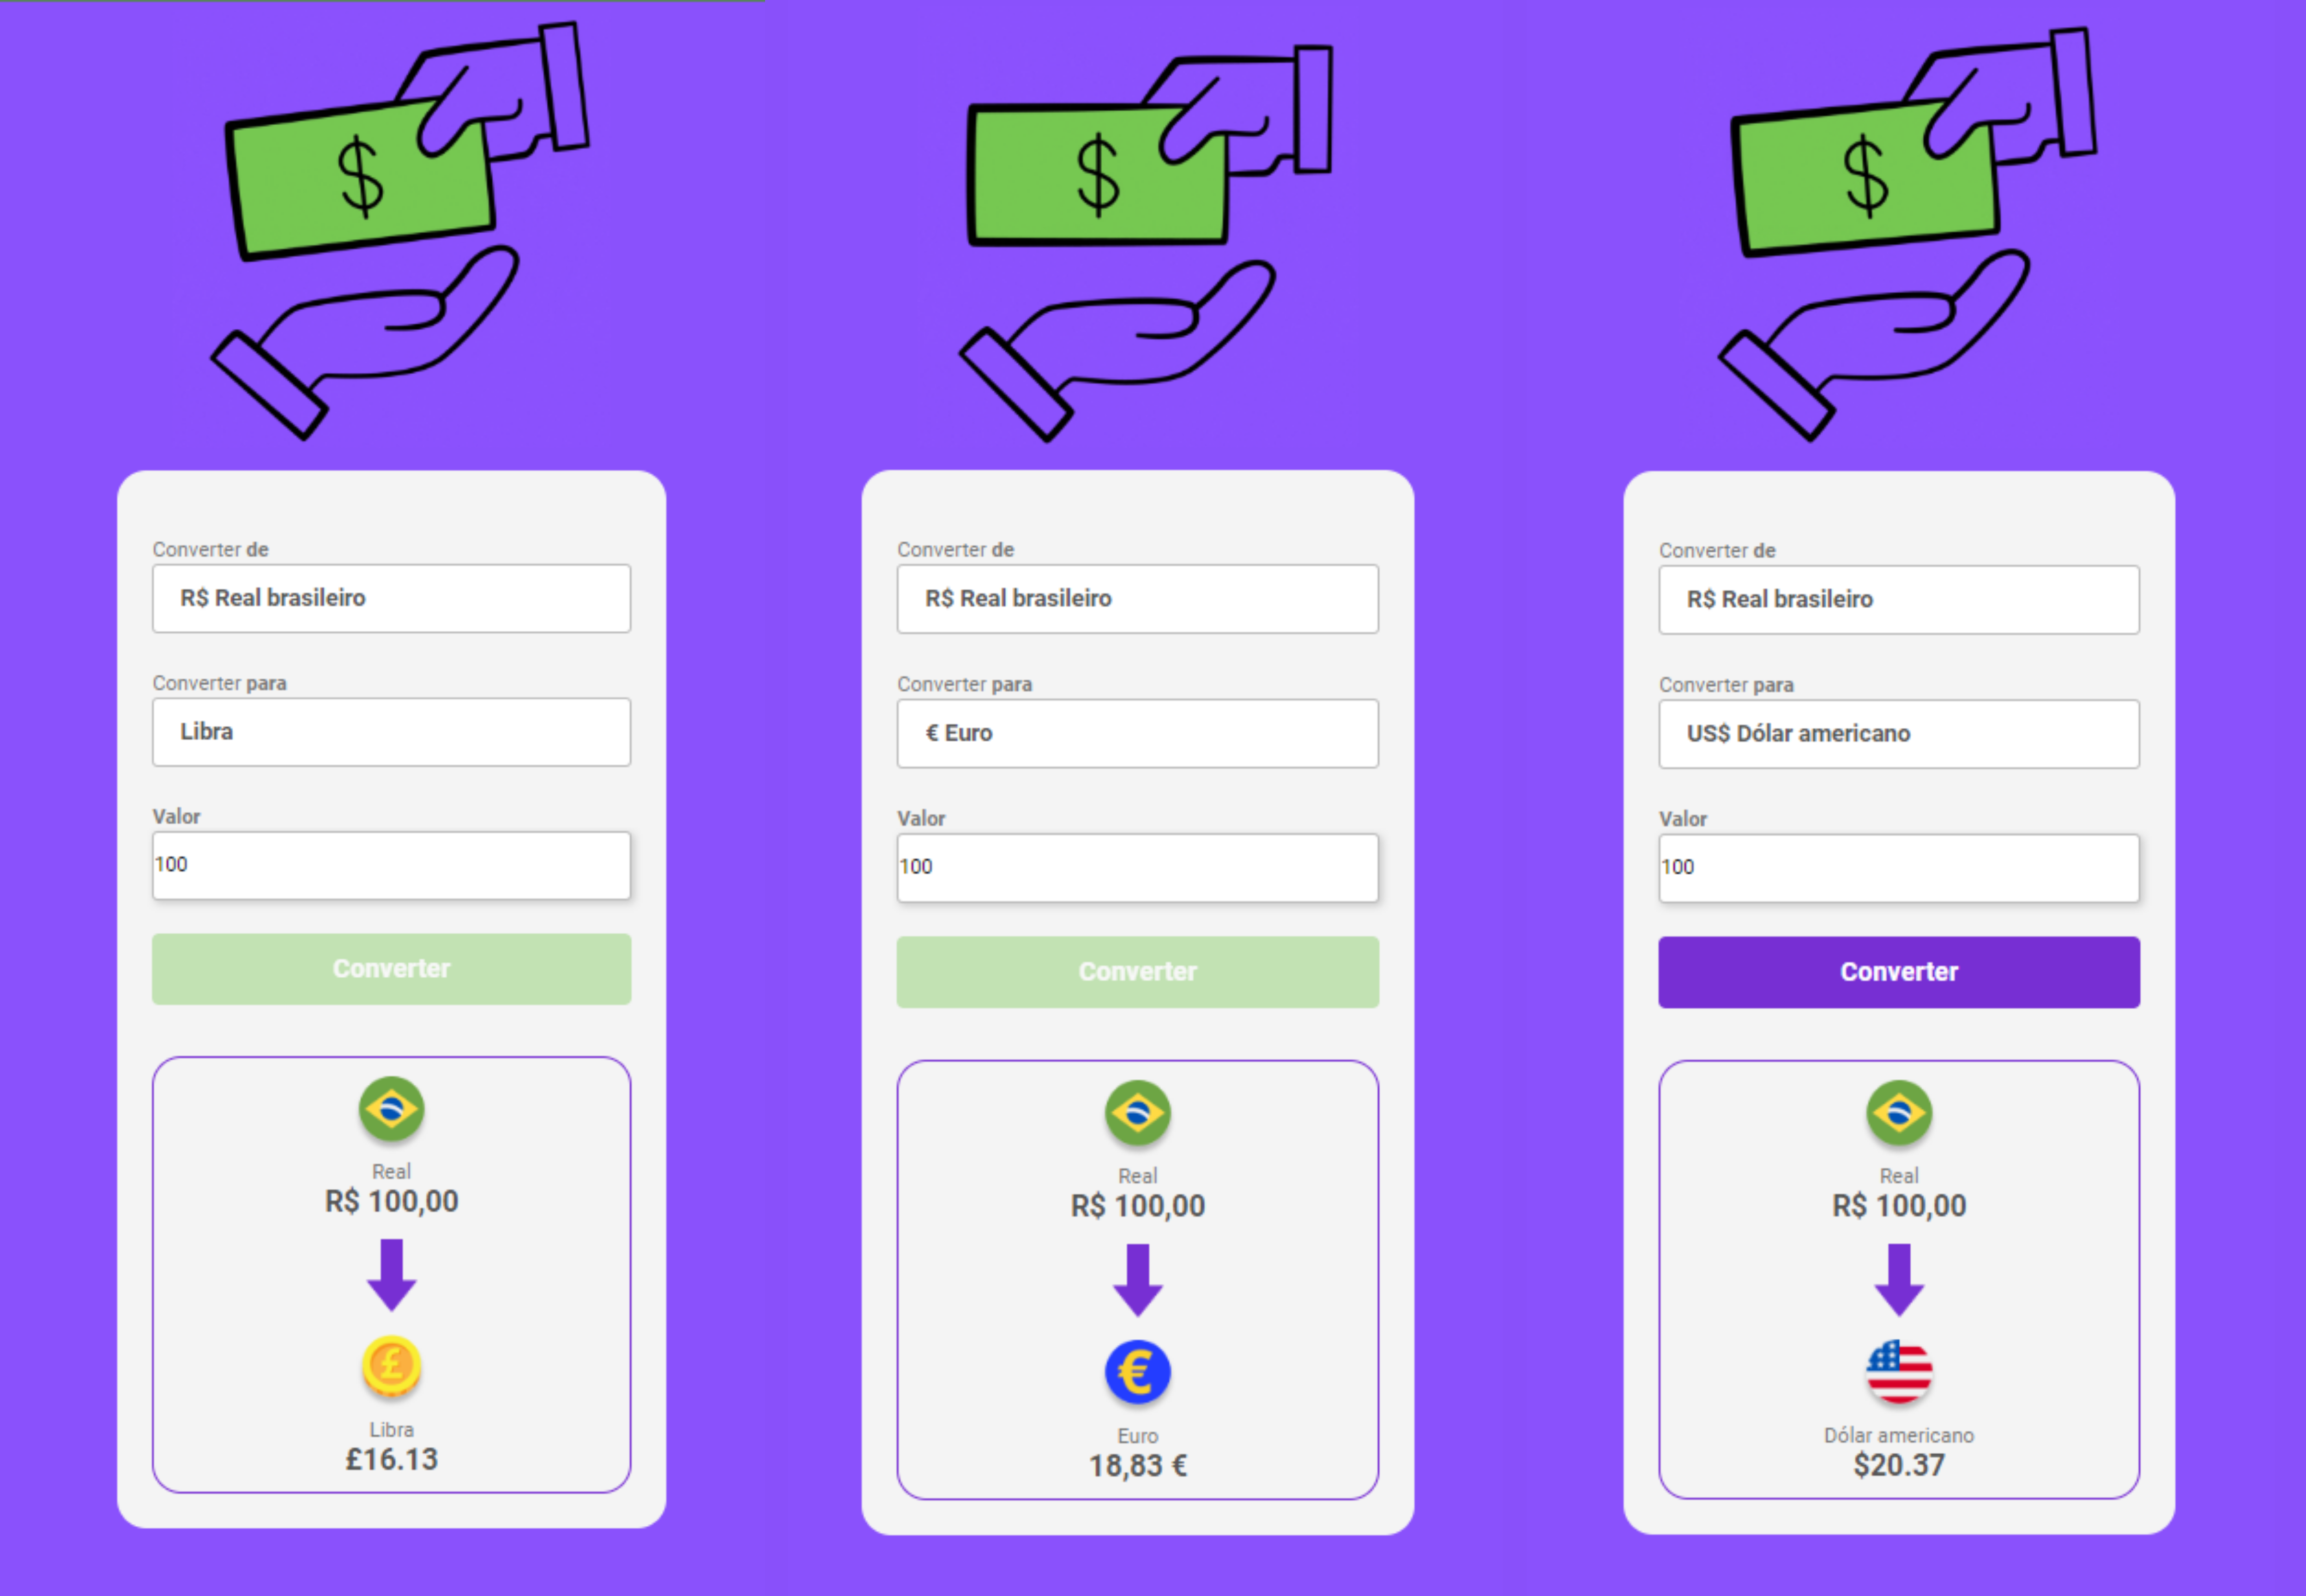 $
Converter de
R$ Real brasileiro
Converter para
Libra
Valor
100
Converter
Real
R$ 100,00
£
Libra
£16.13
$
Converter de
R$ Real brasileiro
Converter para
€ Euro
Valor
100
Converter
Real
R$ 100,00
€
Euro
18,83 €
$
Converter de
R$ Real brasileiro
Converter para
US$ Dólar americano
Valor
100
Converter
Real
R$ 100,00
Dólar americano
$20.37